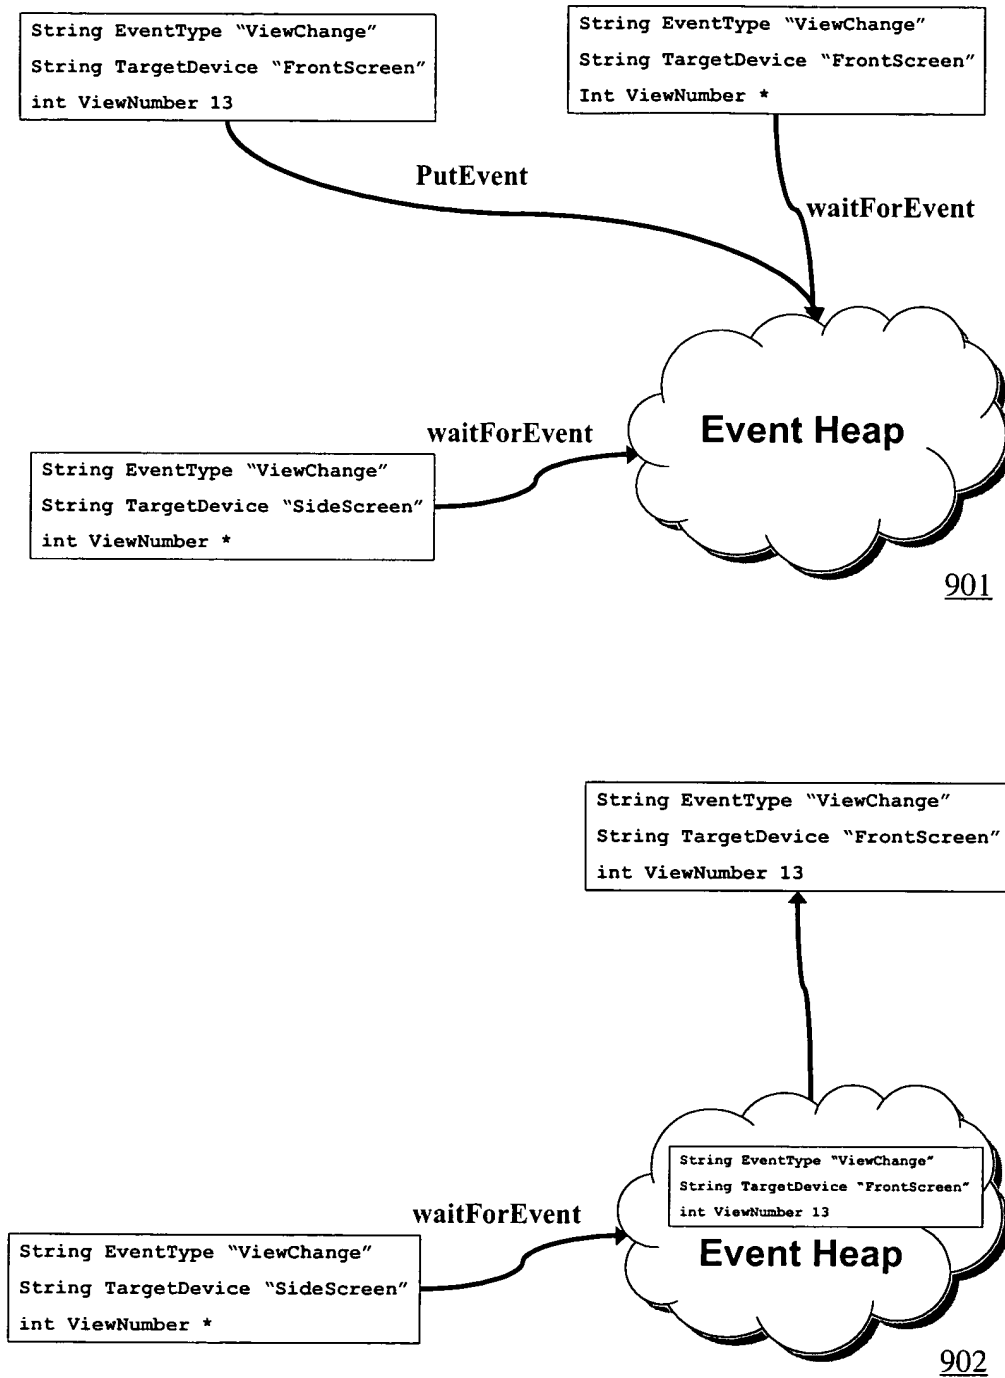 String EventType “ViewChange”
String TargetDevice “FrontScreen”
int ViewNumber 13
String EventType “ViewChange”
String TargetDevice “FrontScreen”
Int ViewNumber *
PutEvent
waitForEvent
Event Heap
waitForEvent
String EventType “ViewChange”
String TargetDevice “SideScreen”
int ViewNumber *
901
String EventType “ViewChange”
String TargetDevice “FrontScreen”
int ViewNumber 13
String EventType “ViewChange”
String TargetDevice “FrontScreen”
int ViewNumber 13
Event Heap
waitForEvent
String EventType “ViewChange”
String TargetDevice “SideScreen”
int ViewNumber *
902